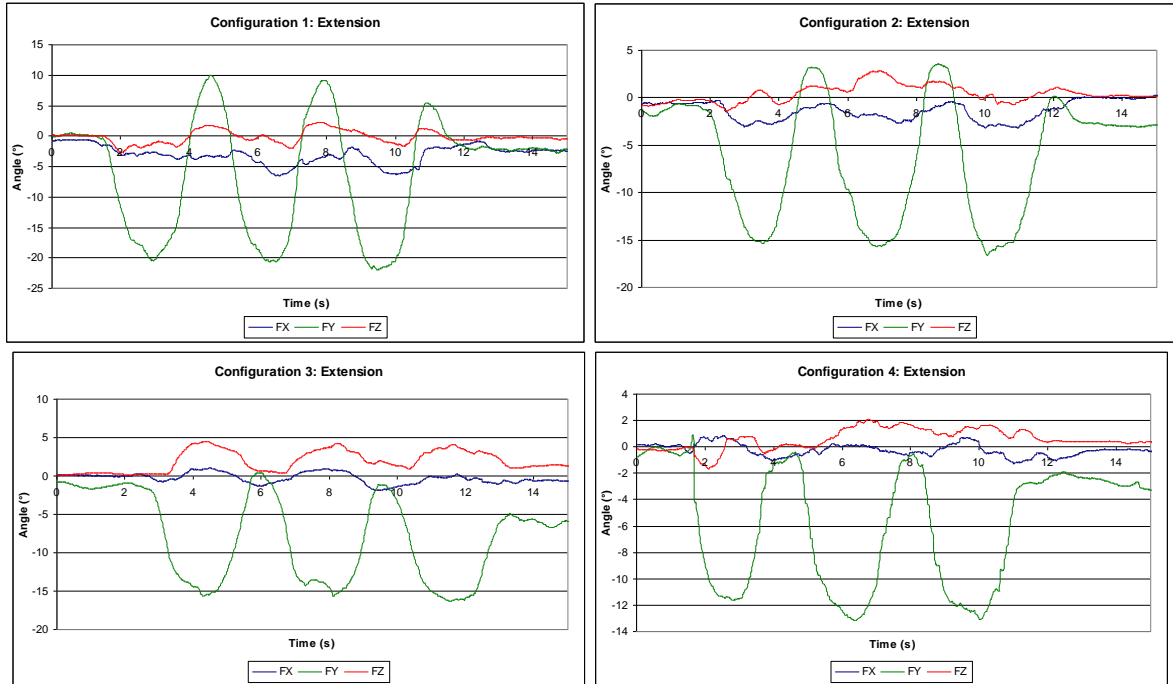 Configuration 1: Extension
15
10
5
0
-5
-10
-15
-20
-25
0 2 4 6 8 10 12 14
Angle (°)
Time (s)
FX FY FZ
Configuration 2: Extension
5
0
-5
-10
-15
-20
0 2 4 6 8 10 12 14
Angle (°)
Time (s)
FX FY FZ
Configuration 3: Extension
10
5
0
-5
-10
-15
-20
0 2 4 6 8 10 12 14
Angle (°)
Time (s)
FX FY FZ
Configuration 4: Extension
4
2
0
-2
-4
-6
-8
-10
-12
-14
0 2 4 6 8 10 12 14
Angle (°)
Time (s)
FX FY FZ